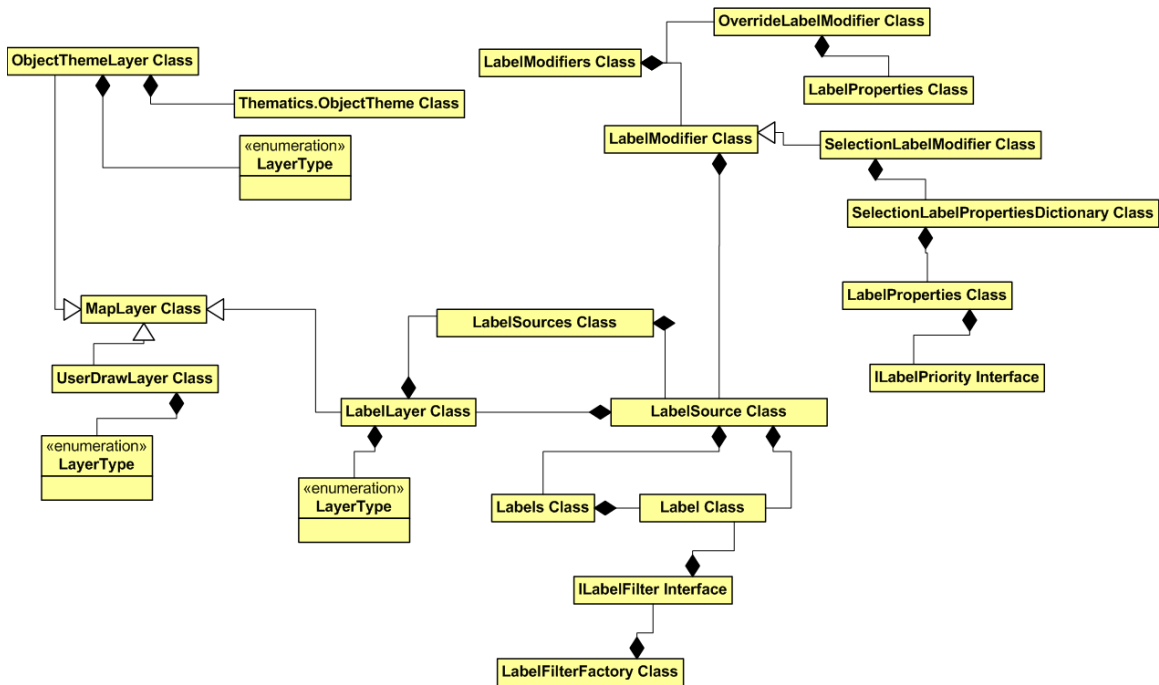 OverrideLabelModifier Class
ObjectThemeLayer Class
LabelModifiers Class
LabelProperties Class
Thematics.ObjectTheme Class
LabelModifier Class
«enumeration»
LayerType
SelectionLabelModifier Class
SelectionLabelPropertiesDictionary Class
LabelProperties Class
MapLayer Class
LabelSources Class
UserDrawLayer Class
ILabelPriority Interface
LabelLayer Class
LabelSource Class
«enumeration»
LayerType
«enumeration»
LayerType
Labels Class
Label Class
ILabelFilter Interface
LabelFilterFactory Class